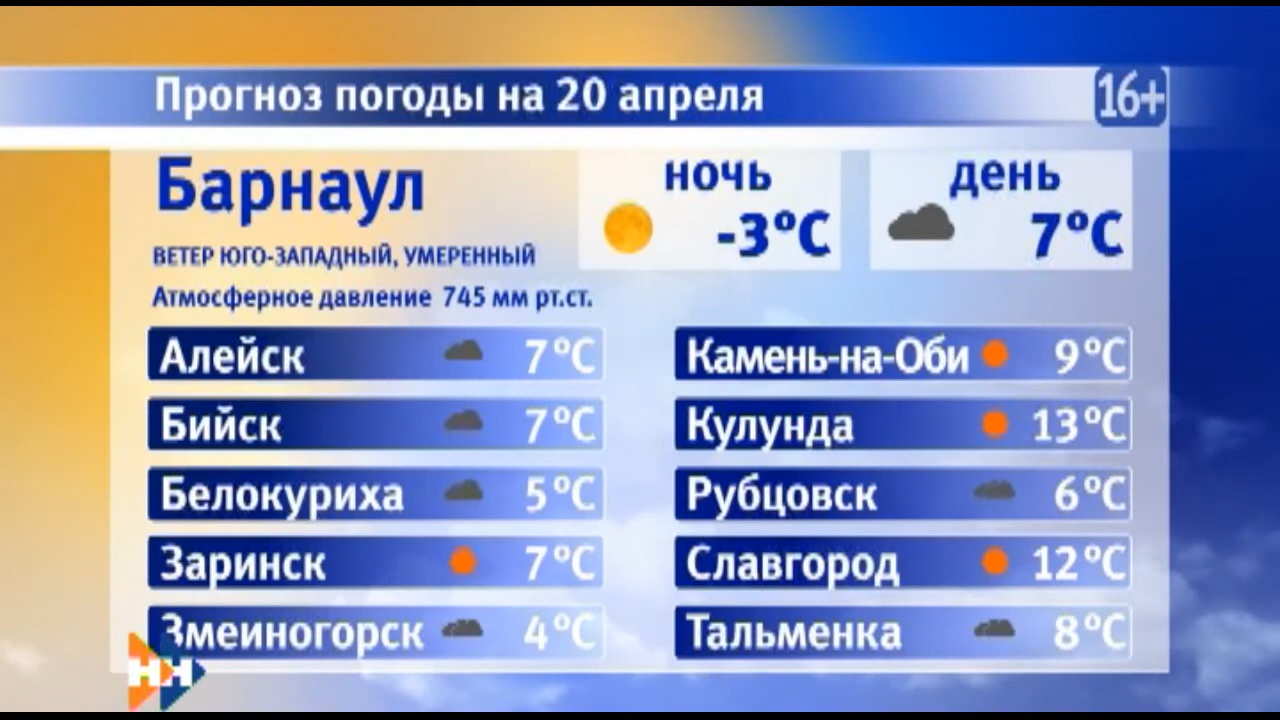 Прогноз погоды на 20 апреля
16+
Барнаул
ночь
-3°C
день
7°C
ВЕТЕР ЮГО-ЗАПАДНЫЙ, УМЕРЕННЫЙ
Атмосферное давление 745 мм рт.ст.
Алейск 7°C
Бийск 7°C
Белокуриха 5°C
Заринск 7°C
Змеиногорск 4°C
Камень-на-Оби 9°C
Кулунда 13°C
Рубцовск 6°C
Славгород 12°C
Тальменка 8°C
НН